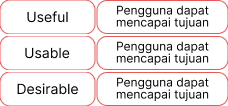 Useful
Pengguna dapat
mencapai tujuan
Usable
Pengguna dapat
mencapai tujuan
Desirable
Pengguna dapat
mencapai tujuan